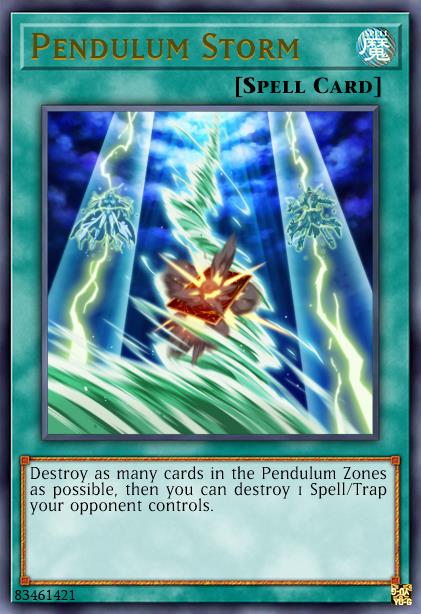 Pendulum Storm
[Spell Card]
魔
Destroy as many cards in the Pendulum Zones
as possible, then you can destroy 1 Spell/Trap
your opponent controls.
83461421